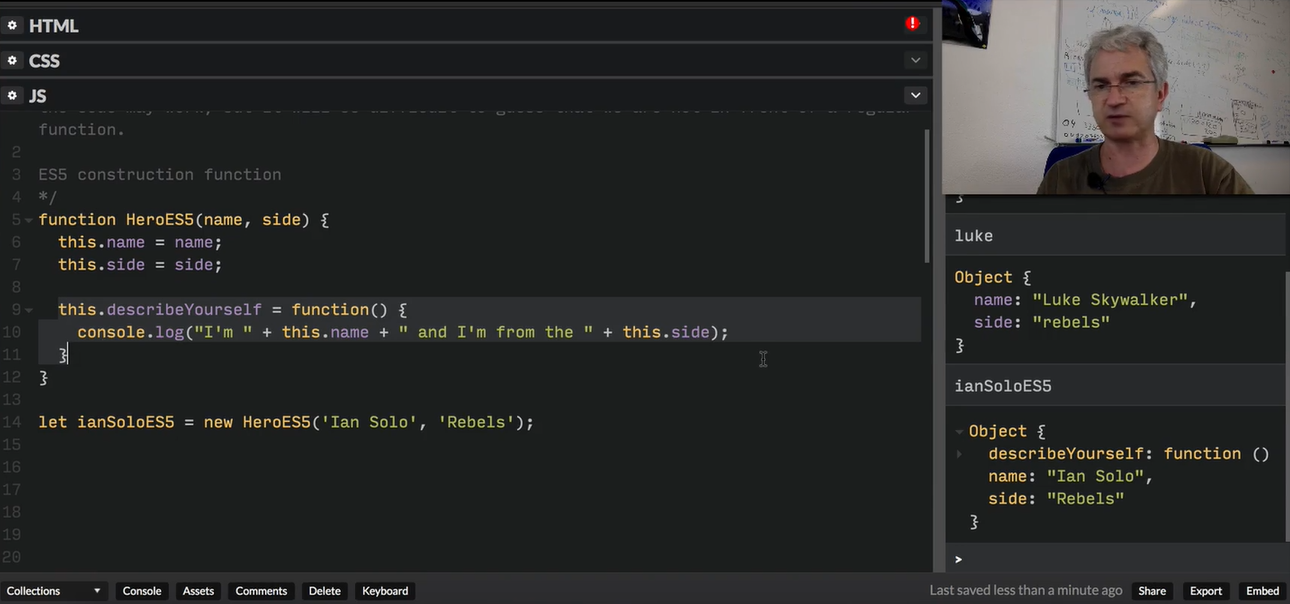 HTML
!
CSS
JS
function.
2
3 ES5 construction function
4 */
5 function HeroES5(name, side) {
6 this.name = name;
7 this.side = side;
8
9 this.describeYourself = function() {
10 console.log("I'm " + this.name + " and I'm from the " + this.side);
11 }
12 }
13
14 let ianSoloES5 = new HeroES5('Ian Solo', 'Rebels');
15
16
17
18
19
20
}
luke
Object {
name: "Luke Skywalker",
side: "rebels"
}
ianSoloES5
Object {
describeYourself: function ()
name: "Ian Solo",
side: "Rebels"
}
>
Collections Console Assets Comments Delete Keyboard Last saved less than a minute ago Share Export Embed